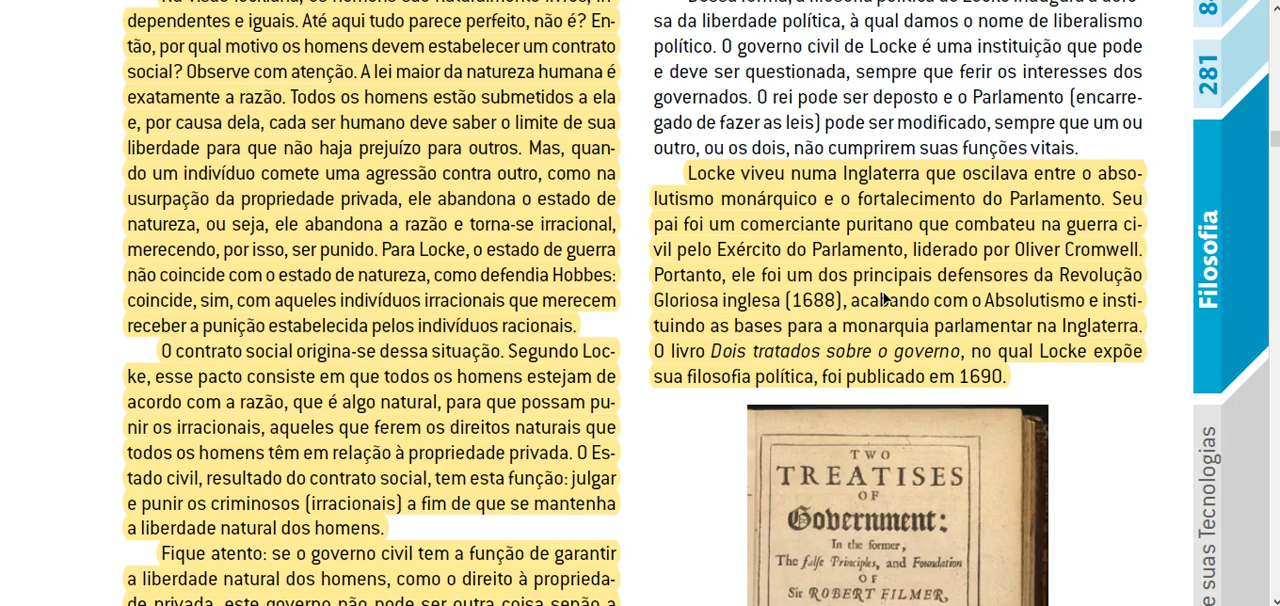 dependentes e iguais. Até aqui tudo parece perfeito, não é? En-
tão, por qual motivo os homens devem estabelecer um contrato
social? Observe com atenção. A lei maior da natureza humana é
exatamente a razão. Todos os homens estão submetidos a ela
e, por causa dela, cada ser humano deve saber o limite de sua
liberdade para que não haja prejuízo para outros. Mas, quan-
do um indivíduo comete uma agressão contra outro, como na
usurpação da propriedade privada, ele abandona o estado de
natureza, ou seja, ele abandona a razão e torna-se irracional,
merecendo, por isso, ser punido. Para Locke, o estado de guerra
não coincide com o estado de natureza, como defendia Hobbes:
coincide, sim, com aqueles indivíduos irracionais que merecem
receber a punição estabelecida pelos indivíduos racionais.
O contrato social origina-se dessa situação. Segundo Loc-
ke, esse pacto consiste em que todos os homens estejam de
acordo com a razão, que é algo natural, para que possam pu-
nir os irracionais, aqueles que ferem os direitos naturais que
todos os homens têm em relação à propriedade privada. O Es-
tado civil, resultado do contrato social, tem esta função: julgar
e punir os criminosos (irracionais) a fim de que se mantenha
a liberdade natural dos homens.
Fique atento: se o governo civil tem a função de garantir
a liberdade natural dos homens, como o direito à proprieda-
de privada, este governo não pode ser outra coisa senão a
sa da liberdade política, à qual damos o nome de liberalismo
político. O governo civil de Locke é uma instituição que pode
e deve ser questionada, sempre que ferir os interesses dos
governados. O rei pode ser deposto e o Parlamento (encarre-
gado de fazer as leis) pode ser modificado, sempre que um ou
outro, ou os dois, não cumprirem suas funções vitais.
Locke viveu numa Inglaterra que oscilava entre o abso-
lutismo monárquico e o fortalecimento do Parlamento. Seu
pai foi um comerciante puritano que combateu na guerra ci-
vil pelo Exército do Parlamento, liderado por Oliver Cromwell.
Portanto, ele foi um dos principais defensores da Revolução
Gloriosa inglesa (1688), acabando com o Absolutismo e insti-
tuindo as bases para a monarquia parlamentar na Inglaterra.
O livro Dois tratados sobre o governo, no qual Locke expõe
sua filosofia política, foi publicado em 1690.
TWO
TREATISES
OF
Government:
In the former,
The false Principles, and Foundation
OF
Sir ROBERT FILMER,
281
Filosofia
e suas Tecnologias